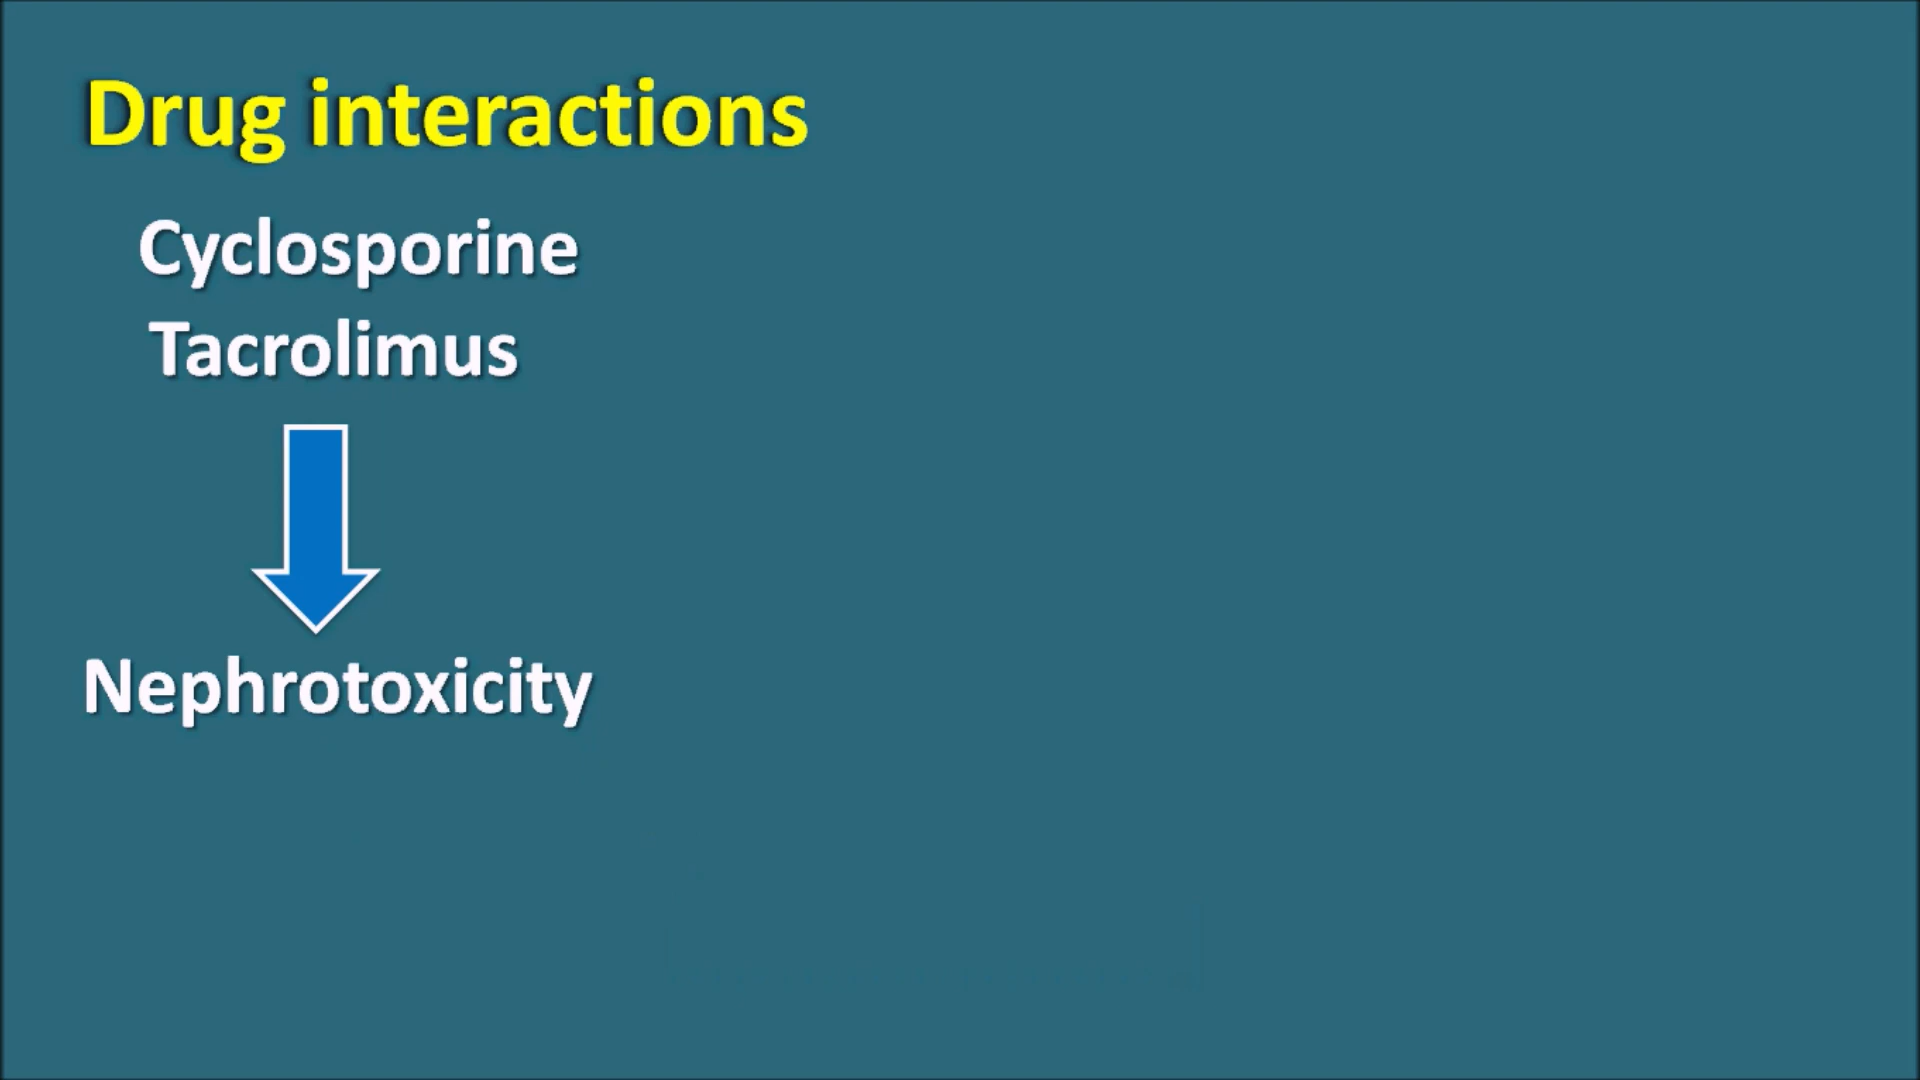 Drug interactions
Cyclosporine
Tacrolimus
Nephrotoxicity